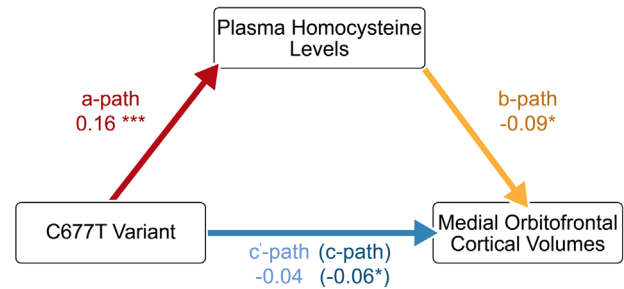 Plasma Homocysteine
Levels
a-path
0.16 ***
b-path
-0.09*
C677T Variant
Medial Orbitofrontal
Cortical Volumes
c'-path (c-path)
-0.04 (-0.06*)